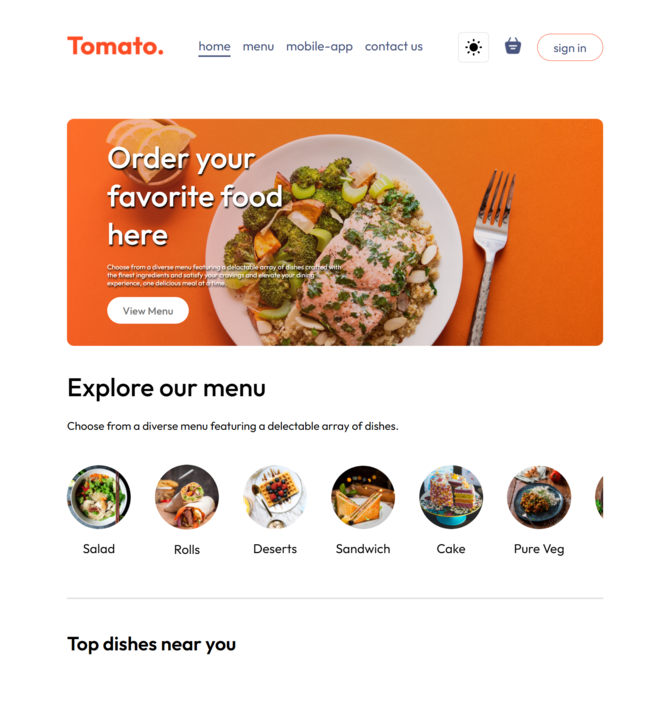 Tomato.
home menu mobile-app contact us
sign in
Order your
favorite food
here
Choose from a diverse menu featuring a delectable array of dishes crafted with
the finest ingredients and satisfy your cravings and elevate your dining
experience, one delicious meal at a time.
View Menu
Explore our menu
Choose from a diverse menu featuring a delectable array of dishes.
Salad Rolls Deserts Sandwich Cake Pure Veg
Top dishes near you